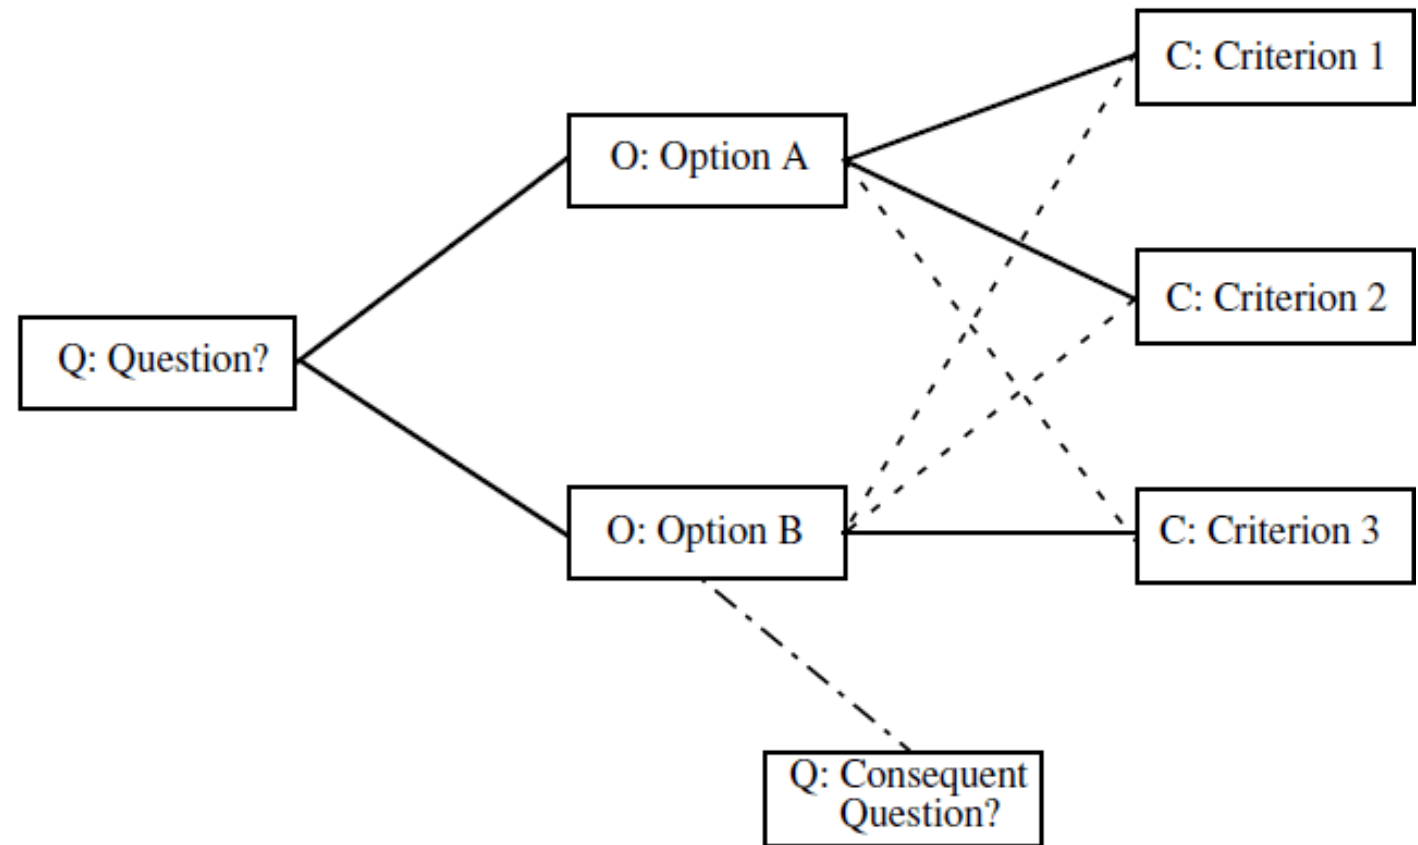 C: Criterion 1
O: Option A
C: Criterion 2
Q: Question?
O: Option B
C: Criterion 3
Q: Consequent
Question?